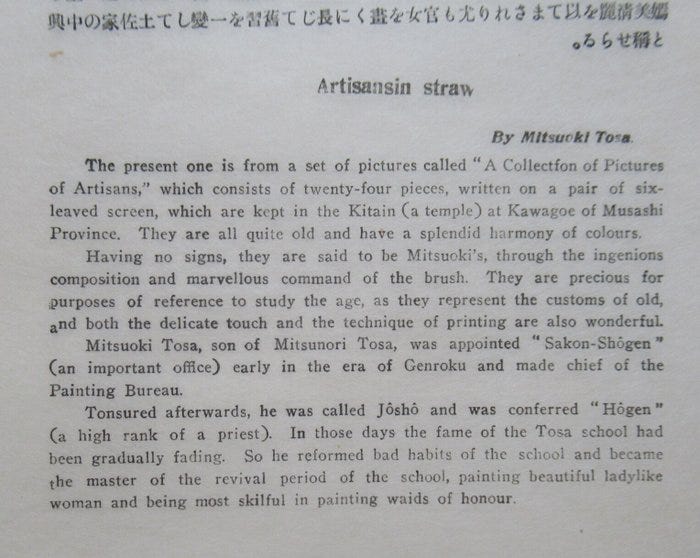 嫣美淸麗を以てまされり尤も官女を畫くに長じて舊習を一變して土佐家の中興
と稱せらる。
Artisansin straw
By Mitsuoki Tosa.
The present one is from a set of pictures called "A Collectfon of Pictures
of Artisans," which consists of twenty-four pieces, written on a pair of six-
leaved screen, which are kept in the Kitain (a temple) at Kawagoe of Musashi
Province. They are all quite old and have a splendid harmony of colours.
Having no signs, they are said to be Mitsuoki's, through the ingenions
composition and marvellous command of the brush. They are precious for
purposes of reference to study the age, as they represent the customs of old,
and both the delicate touch and the technique of printing are also wonderful.
Mitsuoki Tosa, son of Mitsunori Tosa, was appointed "Sakon-Shôgen"
(an important office) early in the era of Genroku and made chief of the
Painting Bureau.
Tonsured afterwards, he was called Jôshô and was conferred "Hôgen"
(a high rank of a priest). In those days the fame of the Tosa school had
been gradually fading. So he reformed bad habits of the school and became
the master of the revival period of the school, painting beautiful ladylike
woman and being most skilful in painting waids of honour.